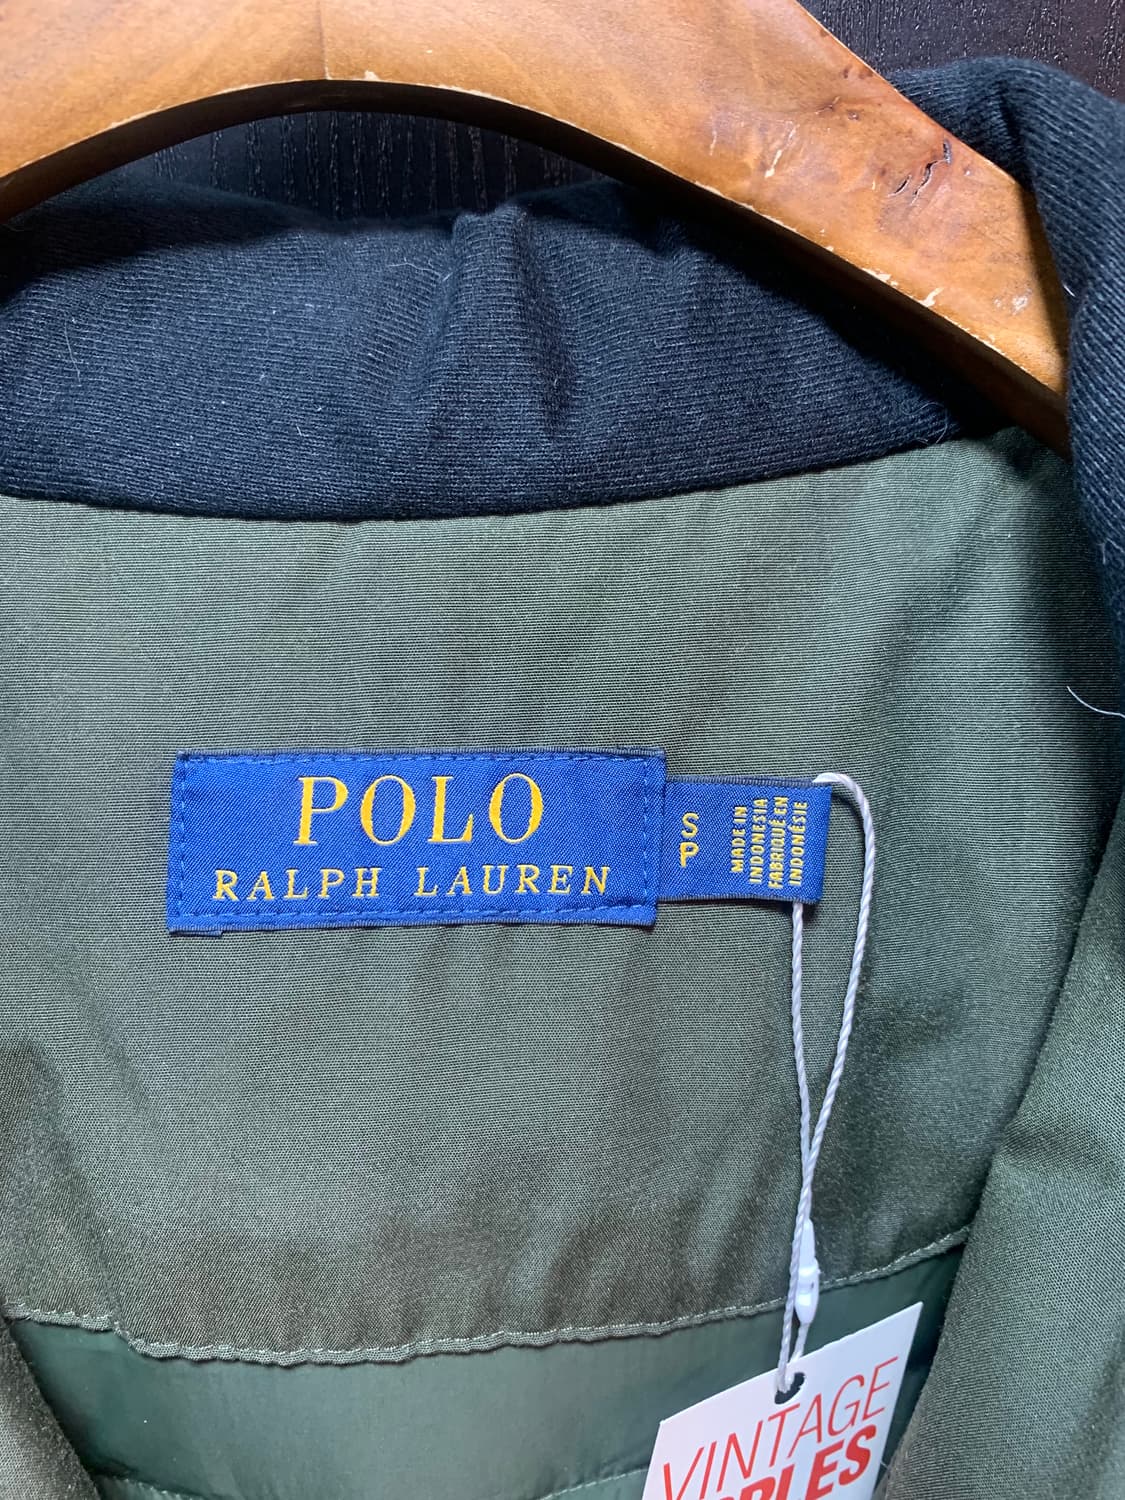 POLO
RALPH LAUREN
S
P
MADE IN
INDONESIA
FABRIQUÉ EN
INDONÉSIE
VINTAGE